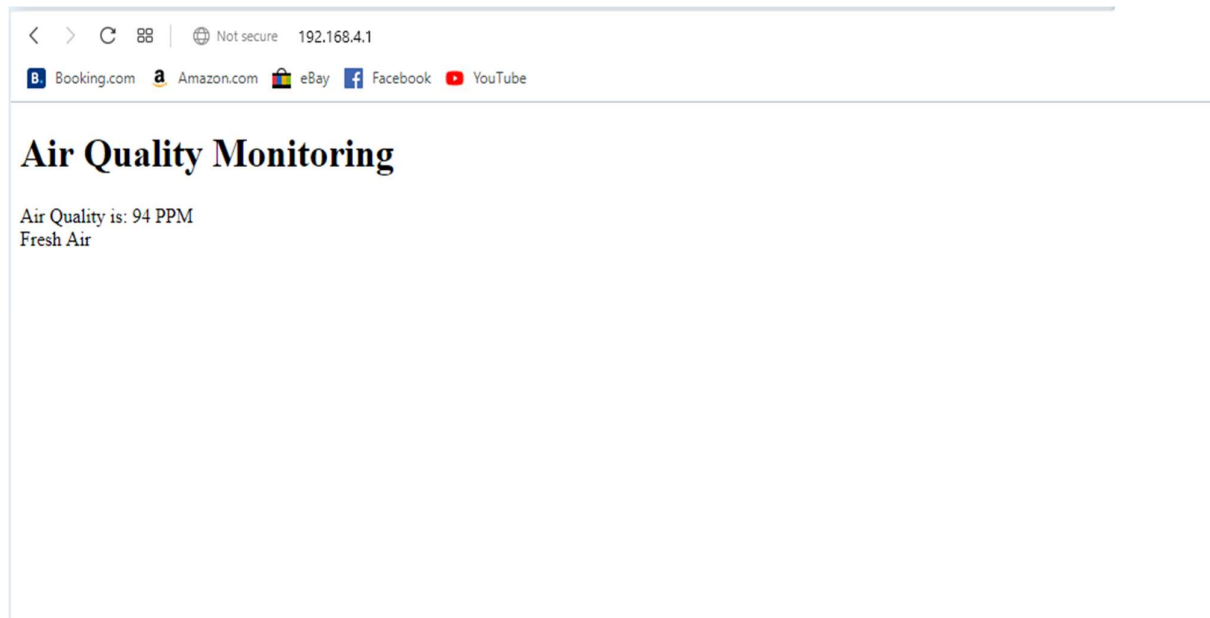 Not secure 192.168.4.1
B. Booking.com a Amazon.com eBay f Facebook YouTube
Air Quality Monitoring
Air Quality is: 94 PPM
Fresh Air